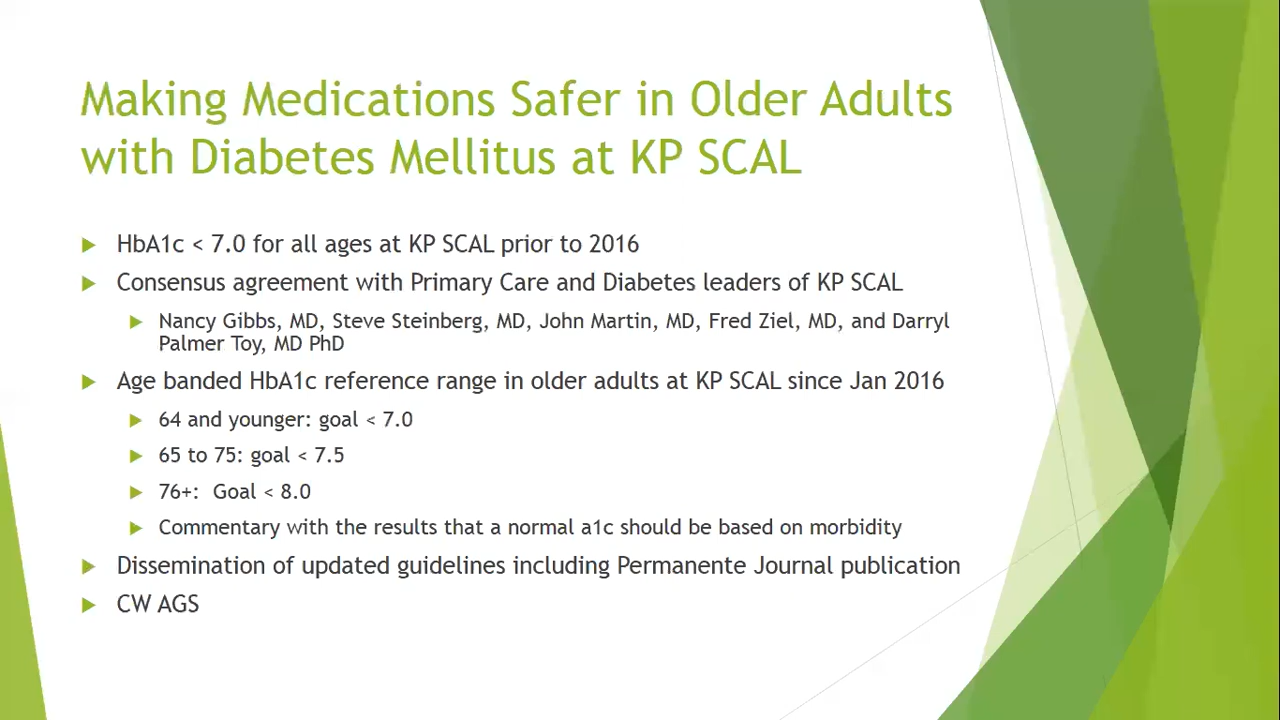 Making Medications Safer in Older Adults
with Diabetes Mellitus at KP SCAL
HbA1c < 7.0 for all ages at KP SCAL prior to 2016
Consensus agreement with Primary Care and Diabetes leaders of KP SCAL
Nancy Gibbs, MD, Steve Steinberg, MD, John Martin, MD, Fred Ziel, MD, and Darryl
Palmer Toy, MD PhD
Age banded HbA1c reference range in older adults at KP SCAL since Jan 2016
64 and younger: goal < 7.0
65 to 75: goal < 7.5
76+:  Goal < 8.0
Commentary with the results that a normal a1c should be based on morbidity
Dissemination of updated guidelines including Permanente Journal publication
CW AGS